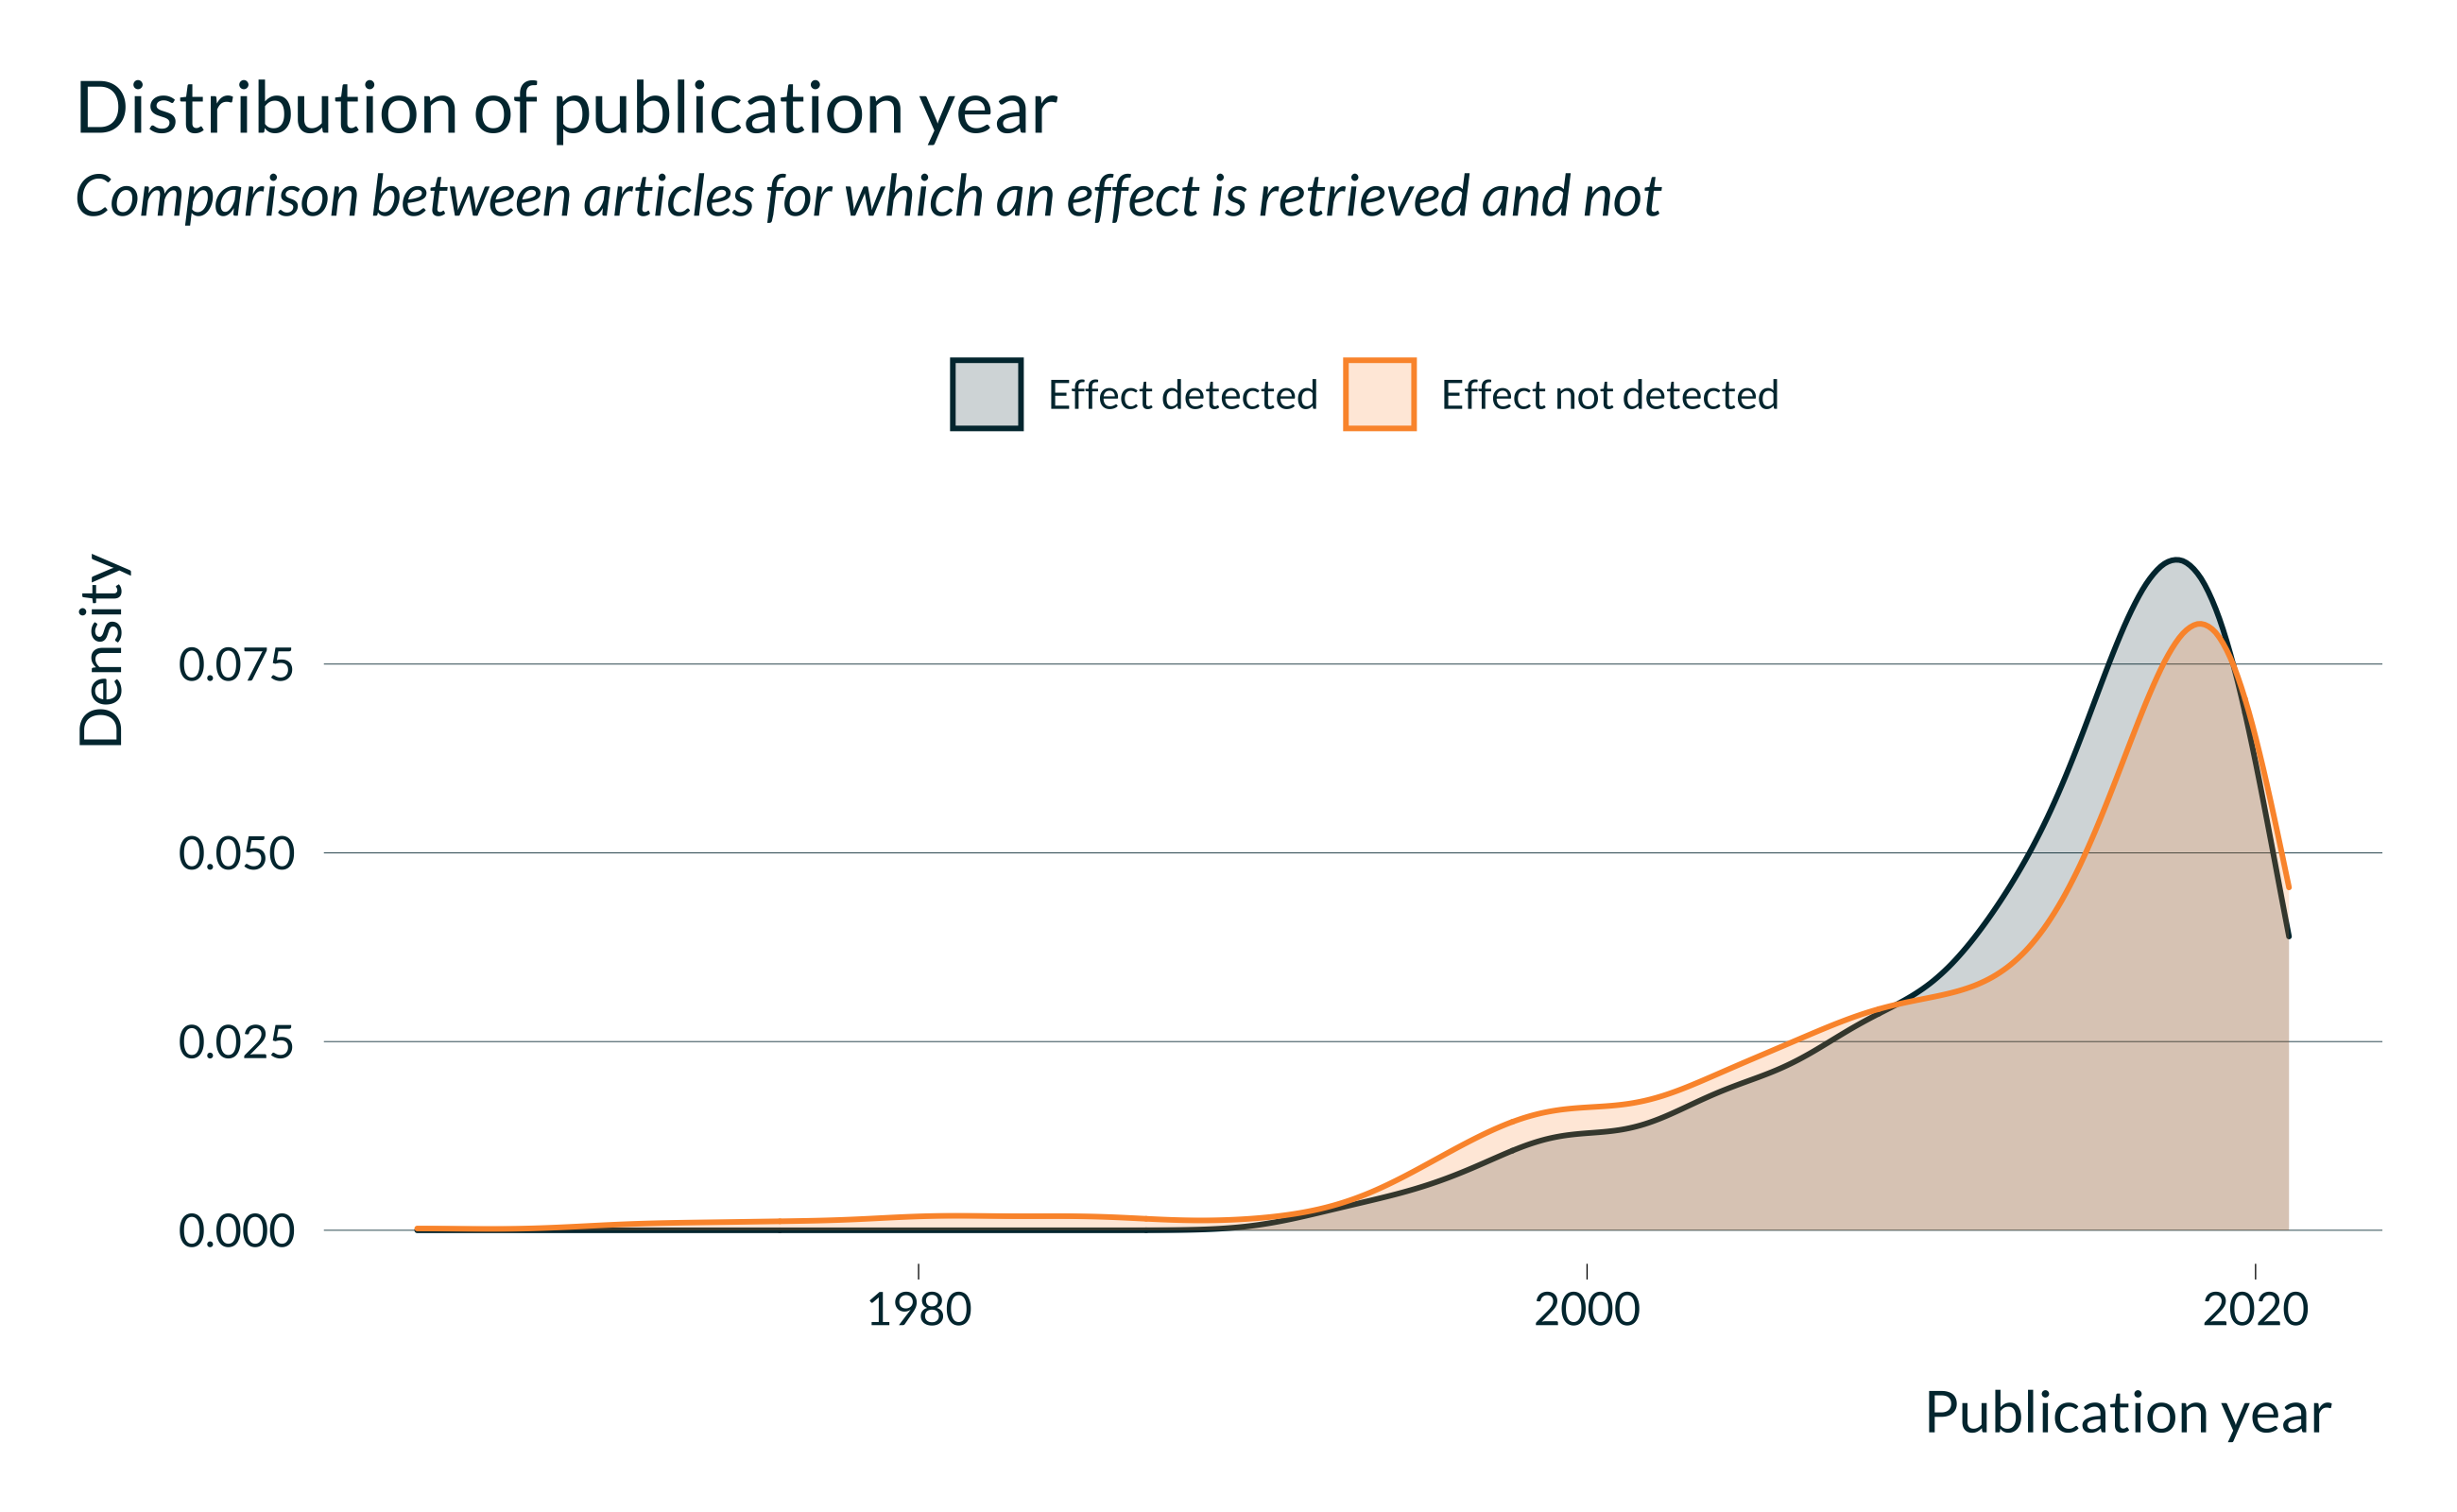 Distribution of publication year
Comparison between articles for which an effect is retrieved and not
Effect detected
Effect not detected
Density
0.075
0.050
0.025
0.000
1980
2000
2020
Publication year